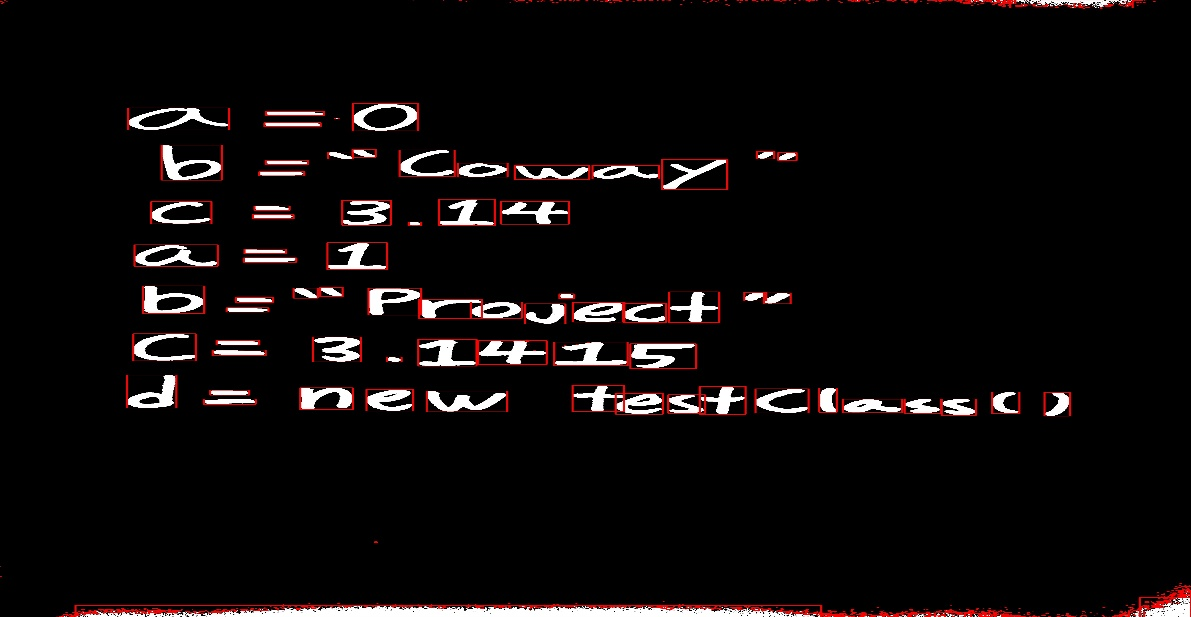 a = 0
b = "Coway"
c = 3.14
a = 1
b = "Project"
C = 3.1415
d = new testClass()